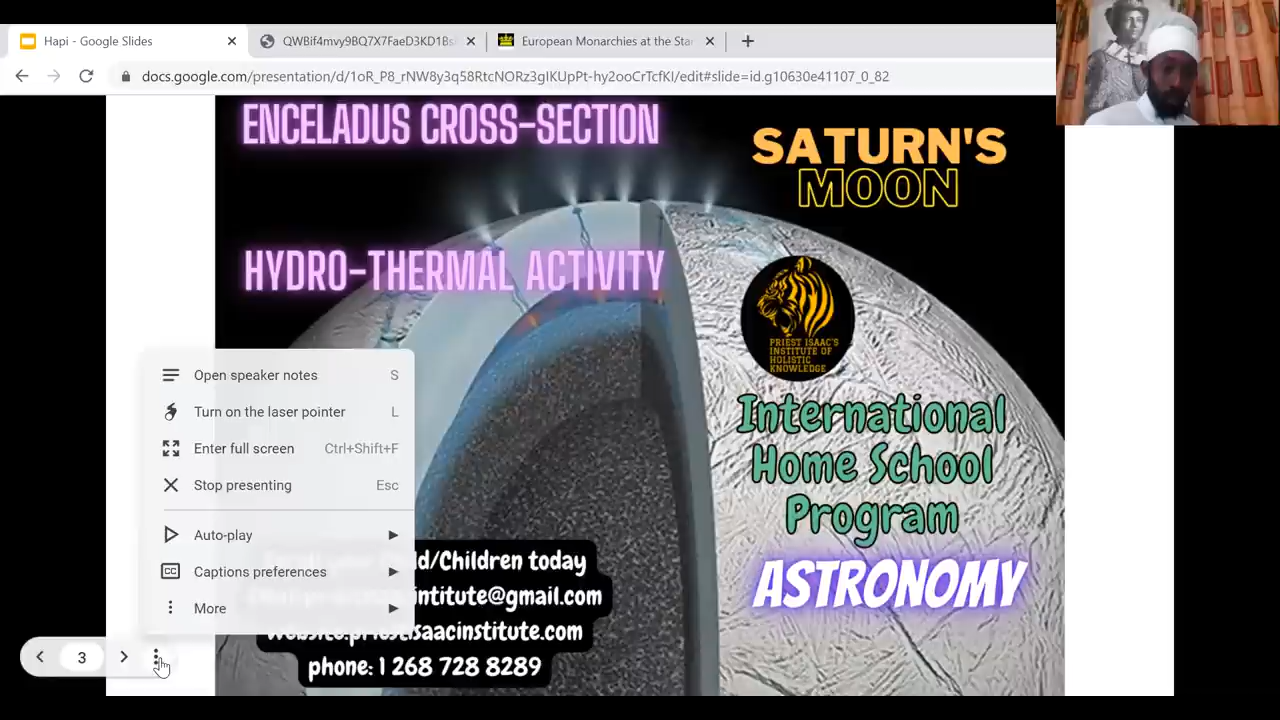 Hapi - Google Slides
QWBif4mvy9BQ7X7FaeD3KD1Bs
European Monarchies at the Sta
docs.google.com/presentation/d/1oR_P8_rNW8y3q58RtcNORz3gIKUpPt-hy2ooCrTcfKI/edit#slide=id.g10630e41107_0_82
ENCELADUS CROSS-SECTION
SATURN'S
MOON
HYDRO-THERMAL ACTIVITY
PRIEST ISAAC'S
INSTITUTE OF
HOLISTIC
KNOWLEDGE
International
Home School
Program
ASTRONOMY
Open speaker notes S
Turn on the laser pointer L
Enter full screen Ctrl+Shift+F
Stop presenting Esc
Auto-play
Captions preferences
More
ld/Children today
intitute@gmail.com
website:priestisaacinstitute.com
phone: 1 268 728 8289
3